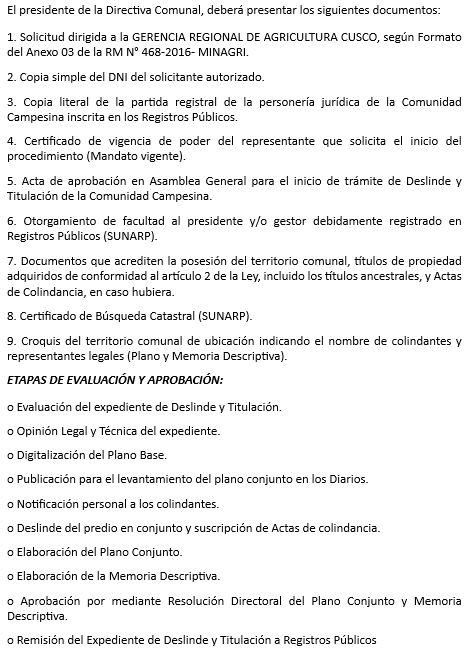 El presidente de la Directiva Comunal, deberá presentar los siguientes documentos:
1. Solicitud dirigida a la GERENCIA REGIONAL DE AGRICULTURA CUSCO, según Formato
del Anexo 03 de la RM N° 468-2016- MINAGRI.
2. Copia simple del DNI del solicitante autorizado.
3. Copia literal de la partida registral de la personería jurídica de la Comunidad
Campesina inscrita en los Registros Públicos.
4. Certificado de vigencia de poder del representante que solicita el inicio del
procedimiento (Mandato vigente).
5. Acta de aprobación en Asamblea General para el inicio de trámite de Deslinde y
Titulación de la Comunidad Campesina.
6. Otorgamiento de facultad al presidente y/o gestor debidamente registrado en
Registros Públicos (SUNARP).
7. Documentos que acrediten la posesión del territorio comunal, títulos de propiedad
adquiridos de conformidad al artículo 2 de la Ley, incluido los títulos ancestrales, y Actas
de Colindancia, en caso hubiera.
8. Certificado de Búsqueda Catastral (SUNARP).
9. Croquis del territorio comunal de ubicación indicando el nombre de colindantes y
representantes legales (Plano y Memoria Descriptiva).
ETAPAS DE EVALUACIÓN Y APROBACIÓN:
o Evaluación del expediente de Deslinde y Titulación.
o Opinión Legal y Técnica del expediente.
o Digitalización del Plano Base.
o Publicación para el levantamiento del plano conjunto en los Diarios.
o Notificación personal a los colindantes.
o Deslinde del predio en conjunto y suscripción de Actas de colindancia.
o Elaboración del Plano Conjunto.
o Elaboración de la Memoria Descriptiva.
o Aprobación por mediante Resolución Directoral del Plano Conjunto y Memoria
Descriptiva.
o Remisión del Expediente de Deslinde y Titulación a Registros Públicos